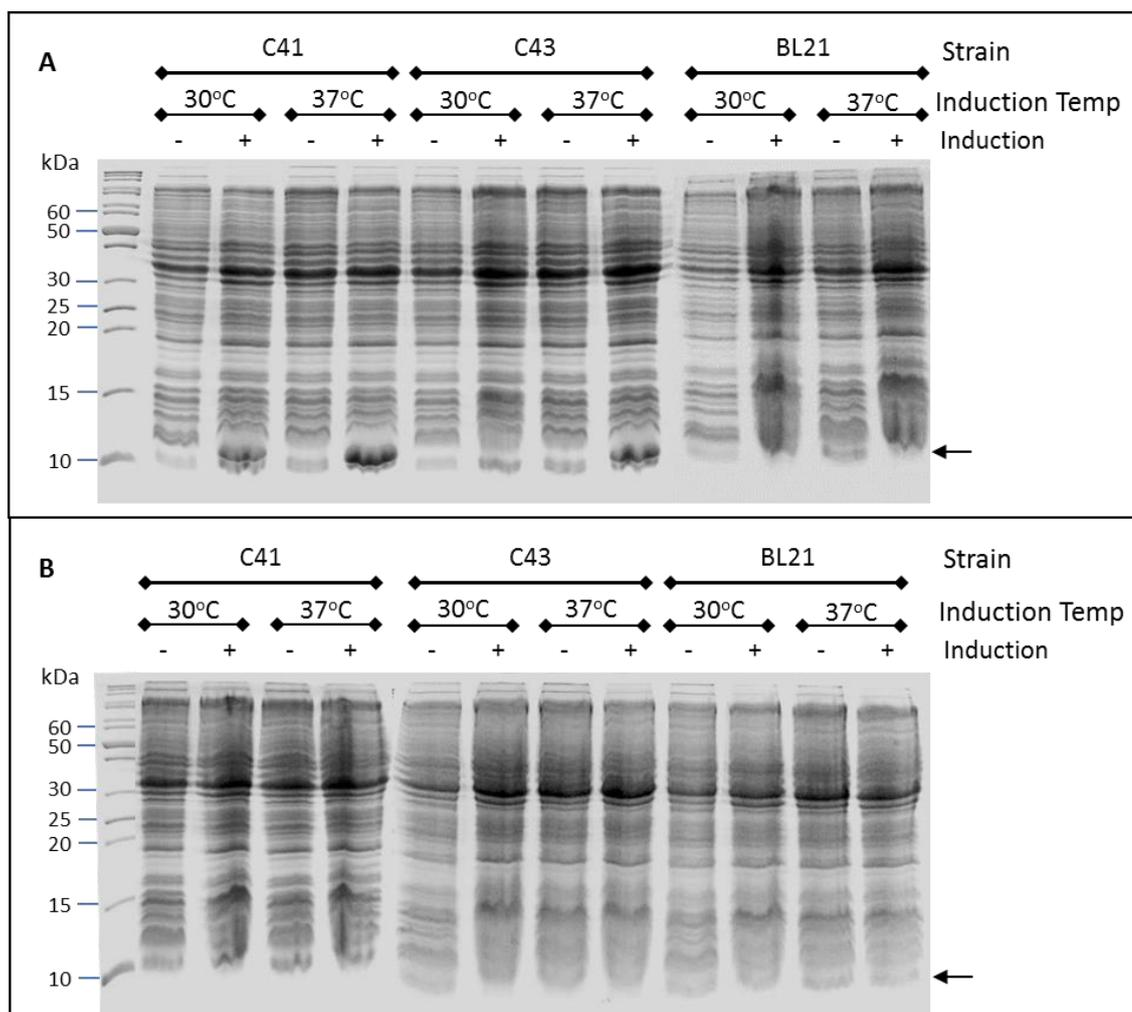 A
C41 C43 BL21 Strain
30°C 37°C 30°C 37°C 30°C 37°C Induction Temp
- + - + - + - + - + - + Induction
kDa
60
50
30
25
20
15
10
B
C41 C43 BL21 Strain
30°C 37°C 30°C 37°C 30°C 37°C Induction Temp
- + - + - + - + - + - + Induction
kDa
60
50
30
25
20
15
10